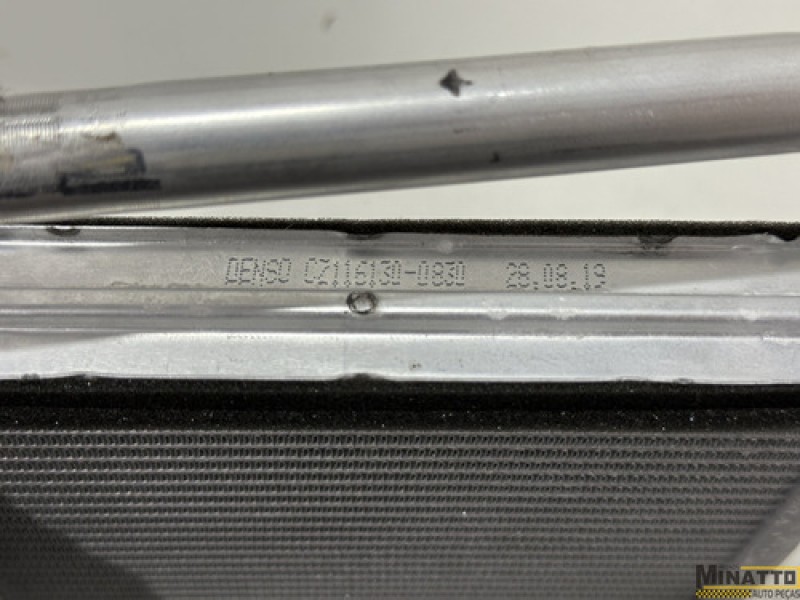 DENSO CZ116130-0830 28.08.19
MINATTO
AUTO PEÇAS